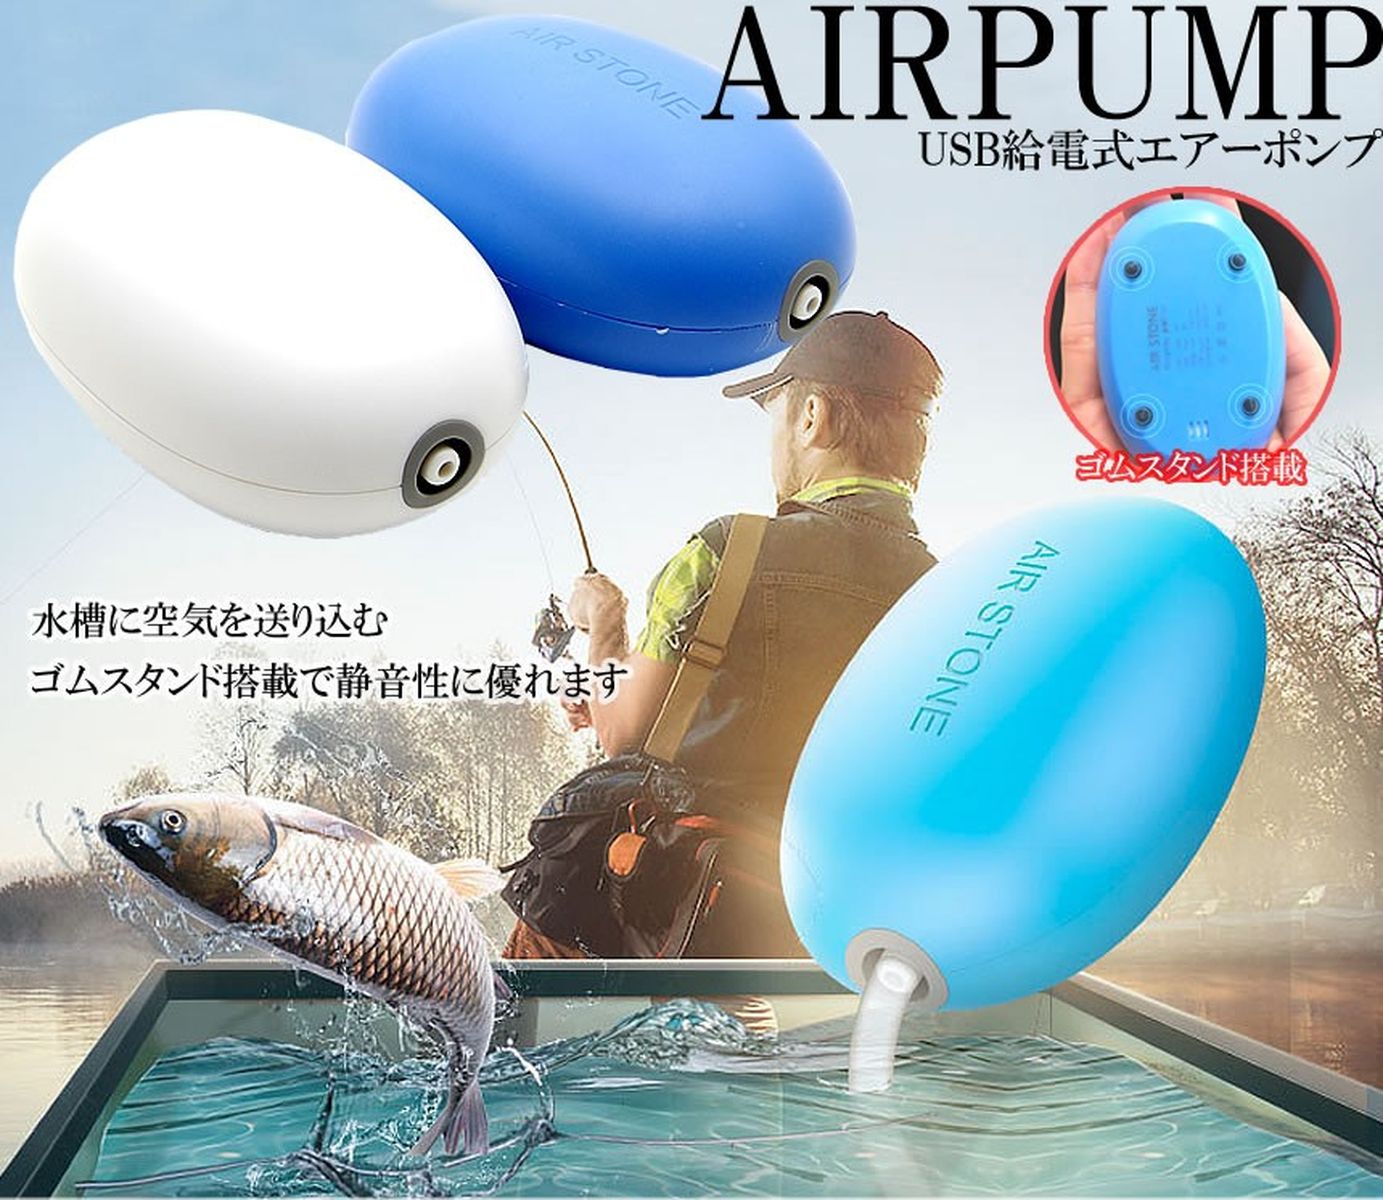 AIRPUMP
USB給電式エアーポンプ
AIR STONE
AIR STONE
ゴムスタンド搭載
AIR STONE
水槽に空気を送り込む
ゴムスタンド搭載で静音性に優れます